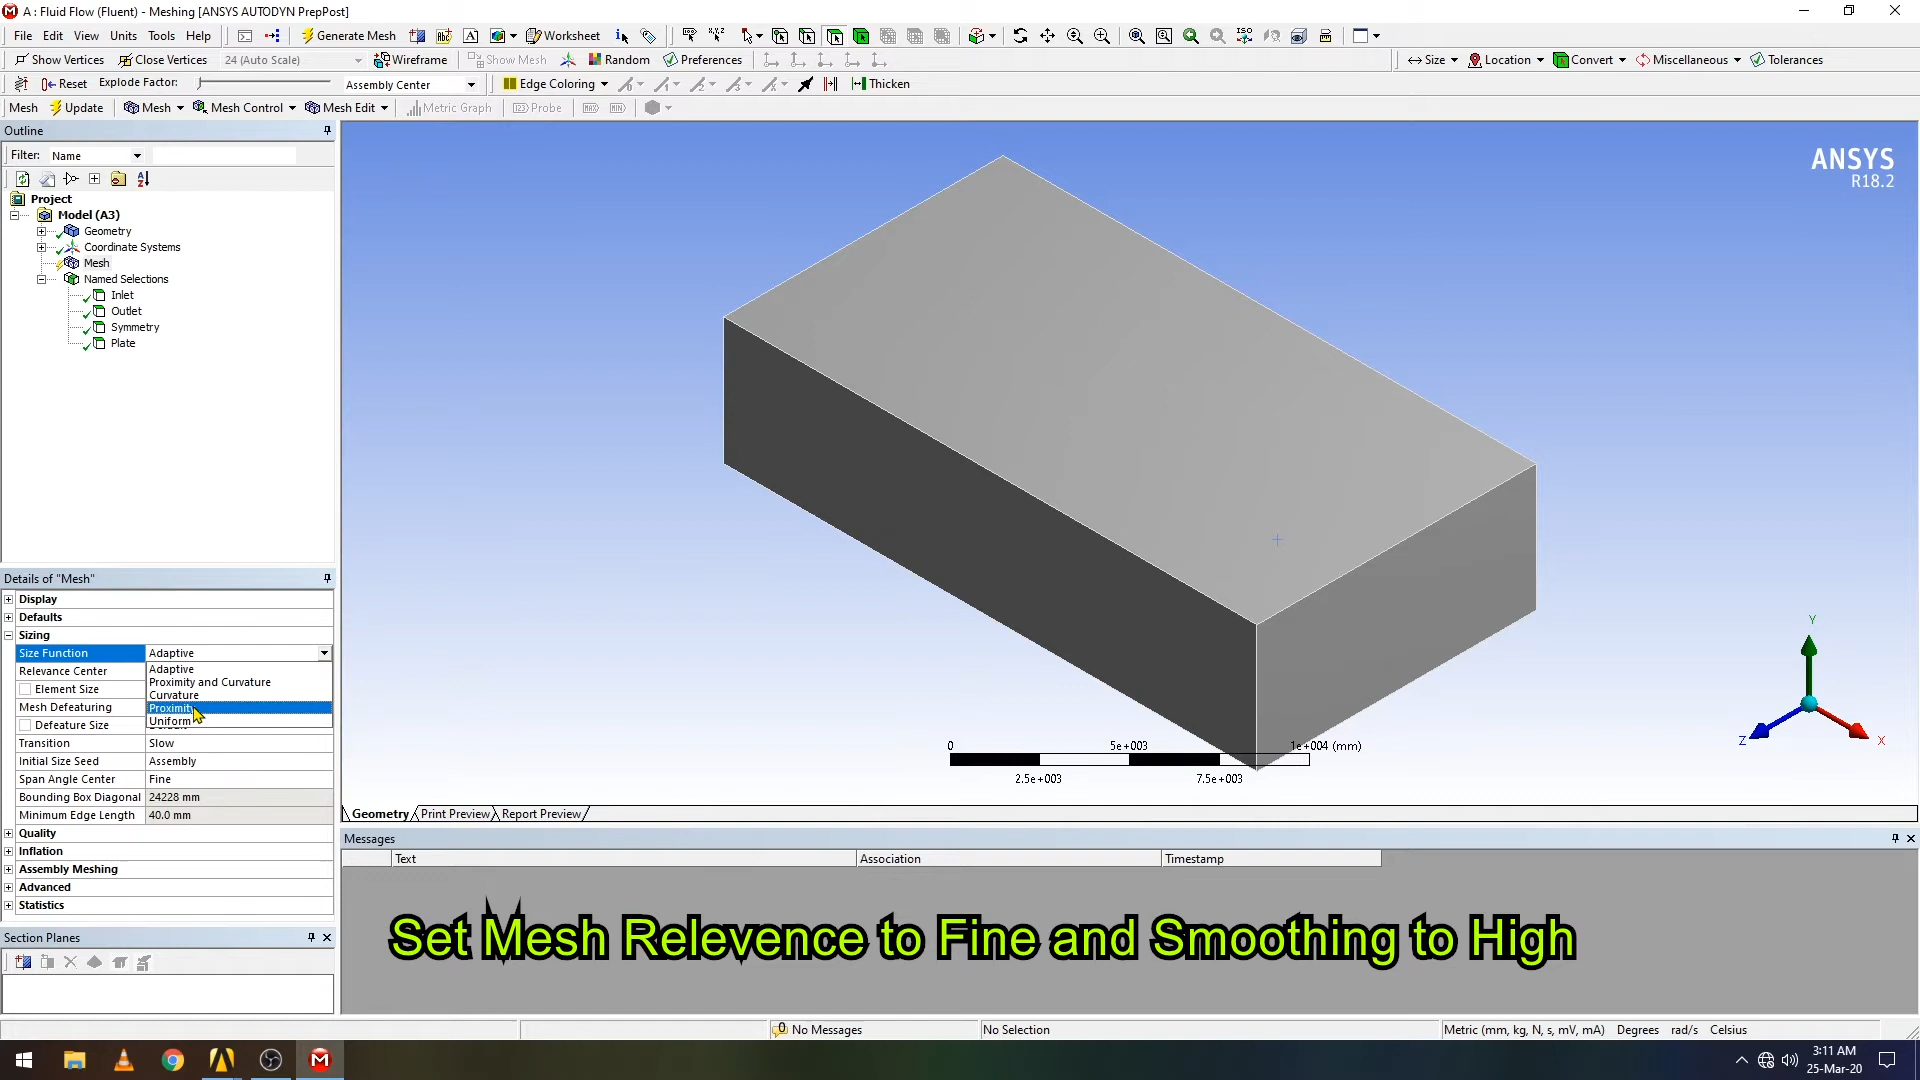 A : Fluid Flow (Fluent) - Meshing [ANSYS AUTODYN PrepPost]
File Edit View Units Tools Help Generate Mesh Worksheet
Show Vertices Close Vertices 24 (Auto Scale) Wireframe Show Mesh Random Preferences Size Location Convert Miscellaneous Tolerances
Reset Explode Factor: Assembly Center Edge Coloring Thicken
Mesh Update Mesh Mesh Control Mesh Edit Metric Graph Probe
Outline
Filter: Name
Project
Model (A3)
Geometry
Coordinate Systems
Mesh
Named Selections
Inlet
Outlet
Symmetry
Plate
ANSYS
R18.2
Details of "Mesh"
Display
Defaults
Sizing
Size Function Adaptive
Relevance Center
Element Size
Mesh Defeaturing
Defeature Size
Adaptive
Proximity and Curvature
Curvature
Proximity
Uniform
Transition Slow
Initial Size Seed Assembly
Span Angle Center Fine
Bounding Box Diagonal 24228 mm
Minimum Edge Length 40.0 mm
Quality
Inflation
Assembly Meshing
Advanced
Statistics
Y
Z
X
0 5e+003 1e+004 (mm)
2.5e+003 7.5e+003
Geometry Print Preview Report Preview
Messages
Text Association Timestamp
Set Mesh Relevence to Fine and Smoothing to High
Section Planes
No Messages No Selection Metric (mm, kg, N, s, mV, mA) Degrees rad/s Celsius
3:11 AM
25-Mar-20